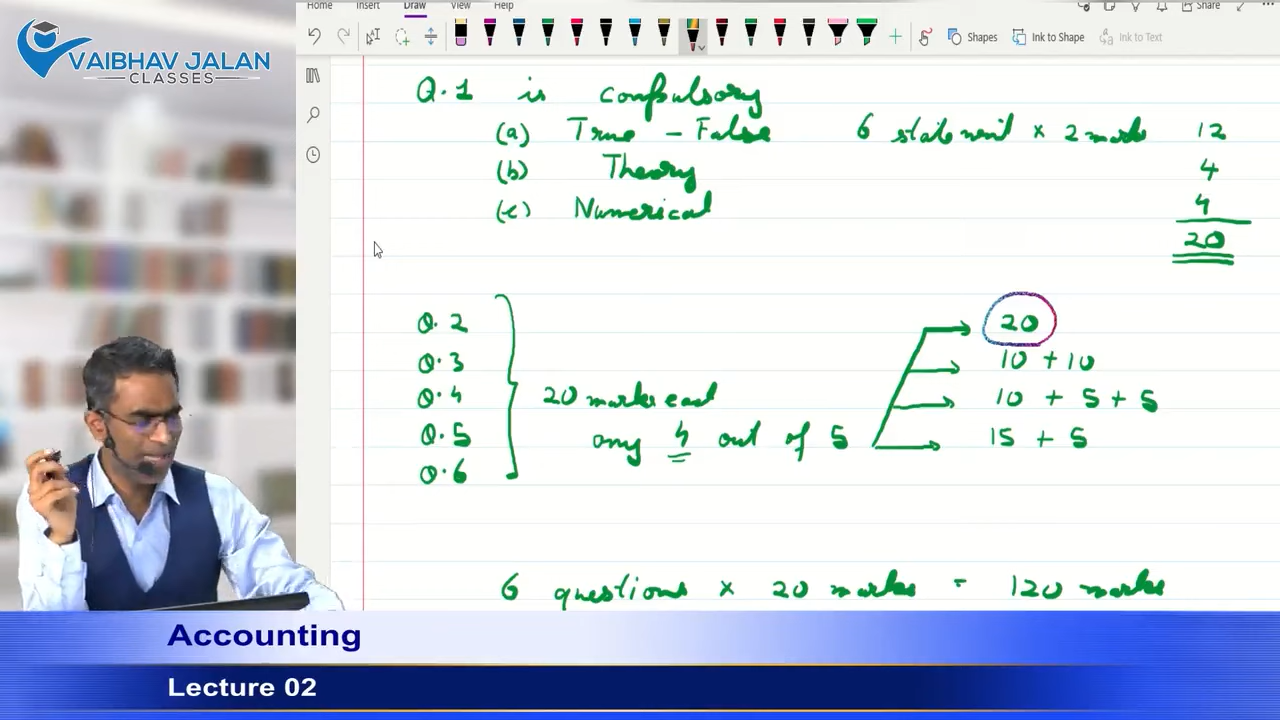 Home Insert Draw View Help Share
Shapes Ink to Shape Ink to Text
VAIBHAV JALAN
CLASSES
Q.1 is compulsory
(a) True - False 6 statement x 2 marks 12
(b) Theory 4
(c) Numerical 4
20
Q.2 20
Q.3 10 + 10
Q.4 20 marks each 10 + 5 + 5
Q.5 any 4 out of 5 15 + 5
Q.6
6 questions x 20 marks = 120 marks
Accounting
Lecture 02